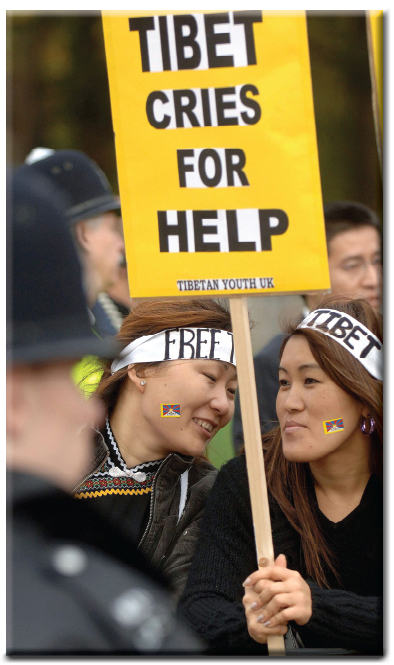 TIBET
CRIES
FOR
HELP
TIBETAN YOUTH UK
FREE T
TIBET